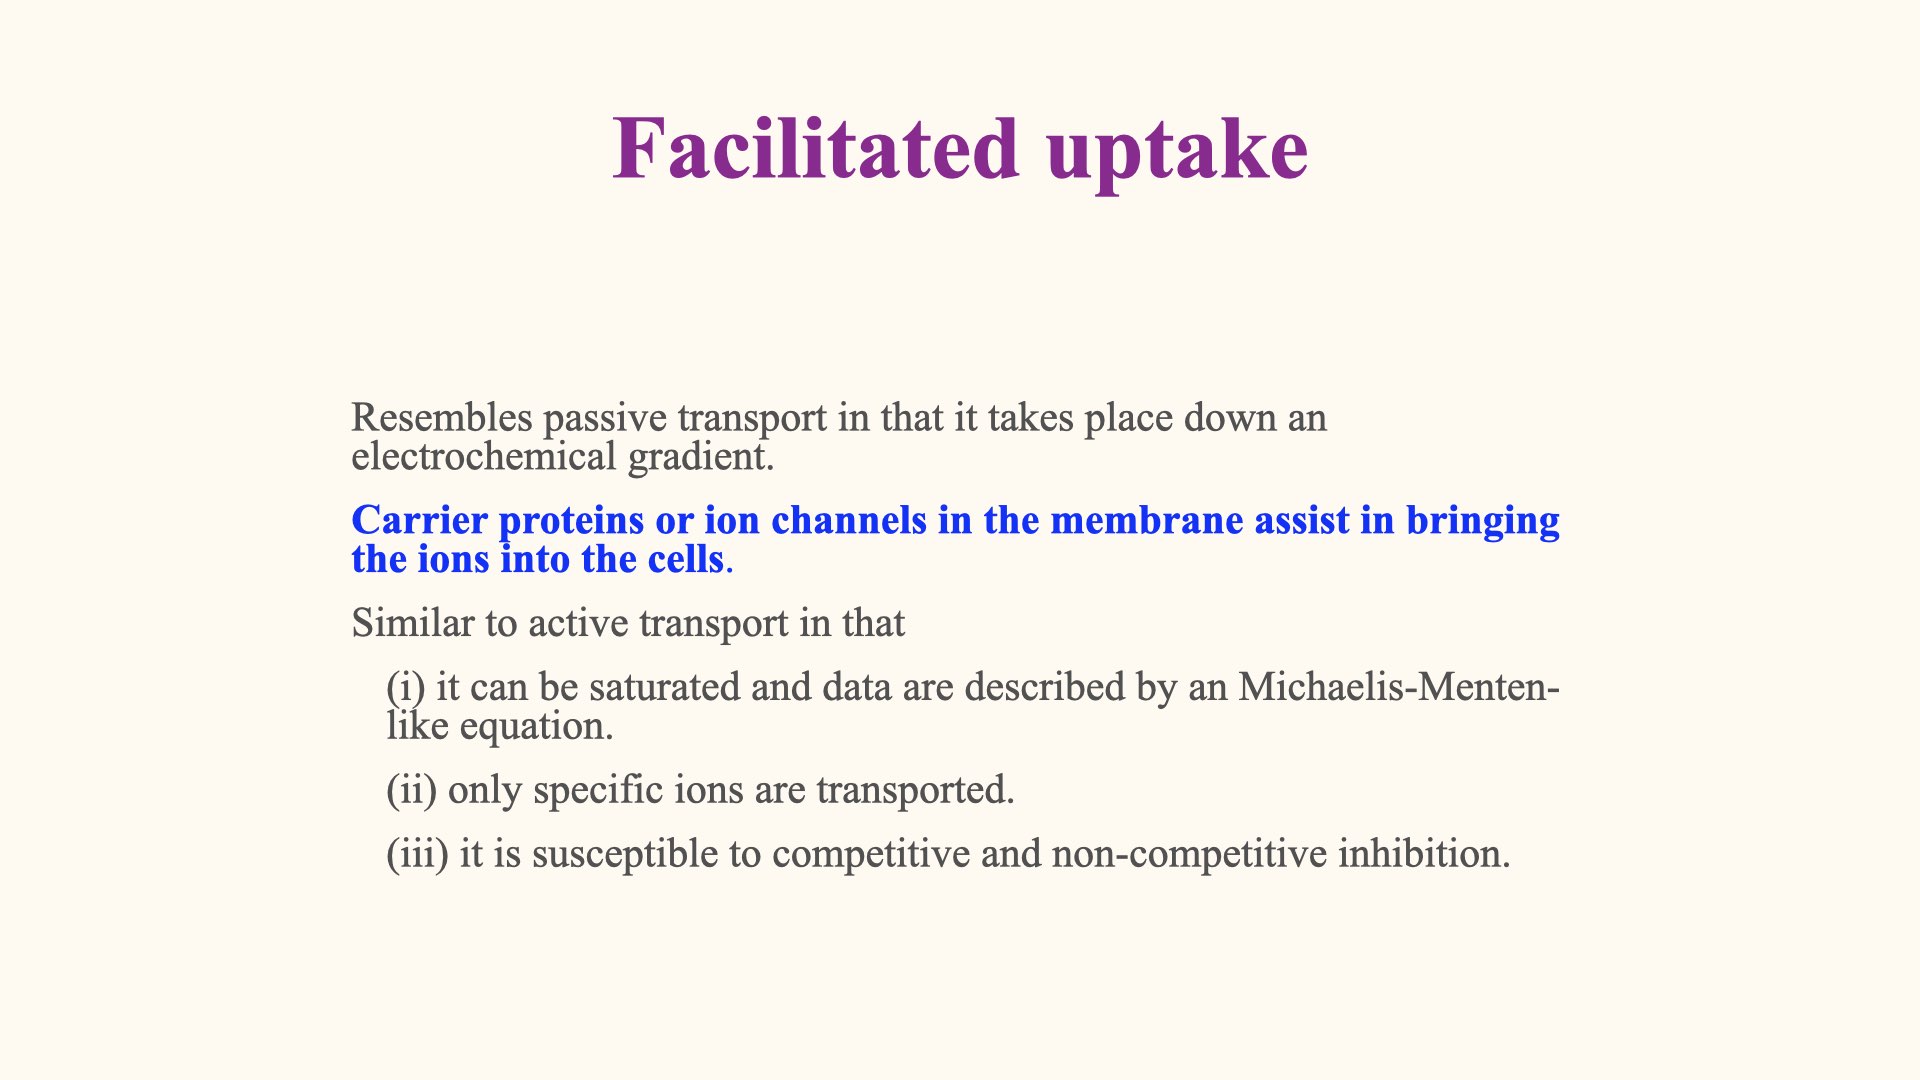 Facilitated uptake
Resembles passive transport in that it takes place down an
electrochemical gradient.
Carrier proteins or ion channels in the membrane assist in bringing
the ions into the cells.
Similar to active transport in that
(i) it can be saturated and data are described by an Michaelis-Menten-
like equation.
(ii) only specific ions are transported.
(iii) it is susceptible to competitive and non-competitive inhibition.